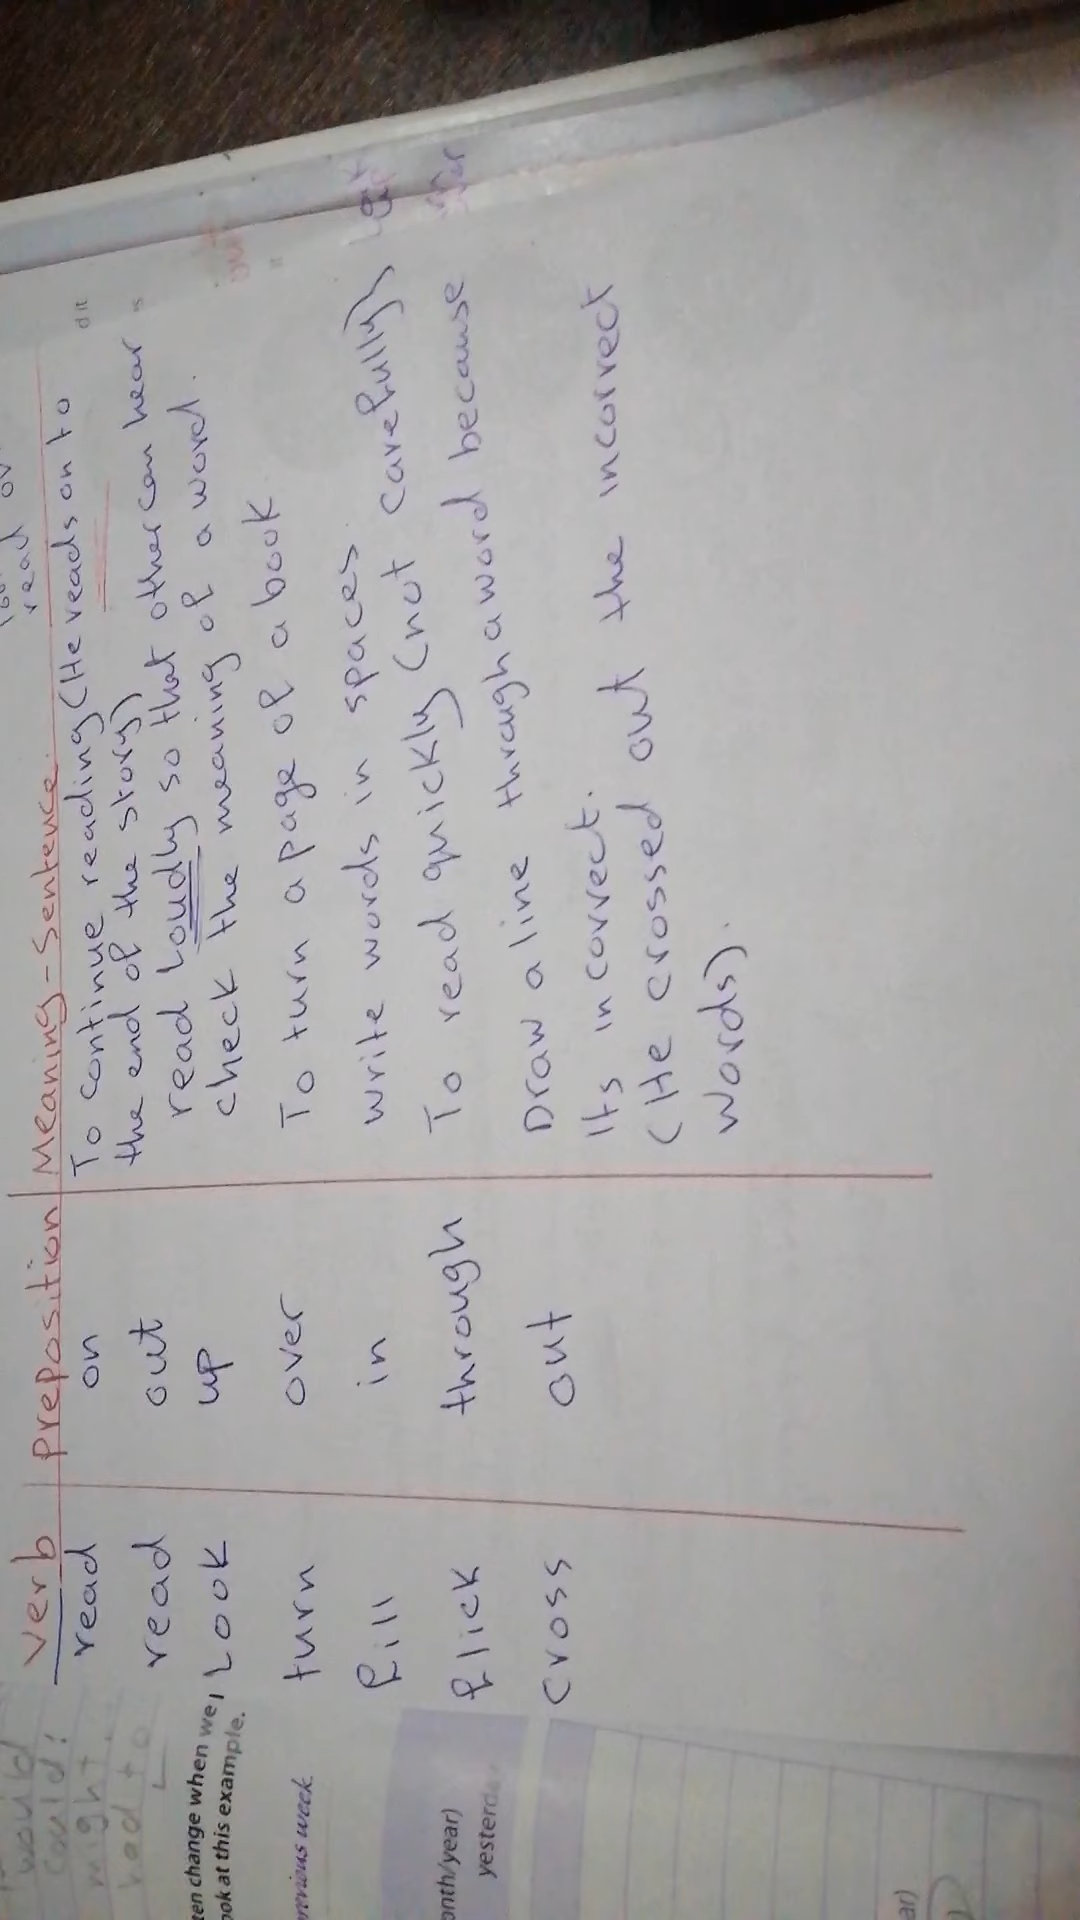 Verb | Preposition | Meaning - Sentence.
read on To continue reading (He reads on to
the end of the story)
read out read Loudly so that other can hear
Look up check the meaning of a word.
turn over To turn a page of a book
fill in write words in spaces.
flick through To read quickly (not carefully)
cross out Draw a line through a word because
Its incorrect.
(He crossed out the incorrect
words).
would
could
might
had to
ten change when we
ook at this example.
previous week
onth/year)
yesterday
ar)
read